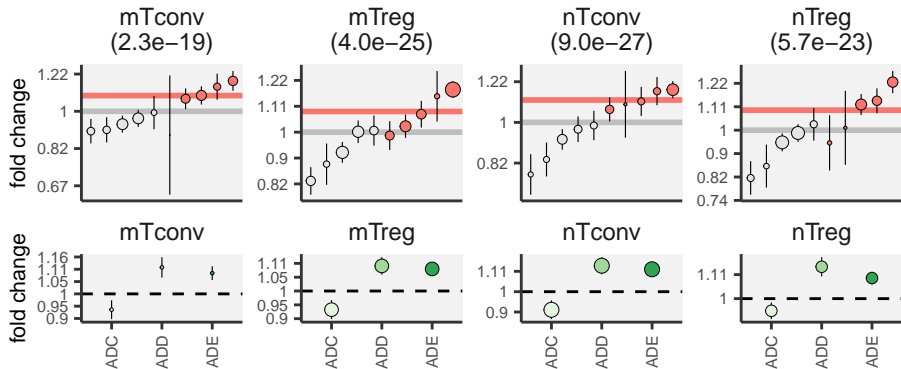 mTconv
(2.3e−19)
mTreg
(4.0e−25)
nTconv
(9.0e−27)
nTreg
(5.7e−23)
fold change
1.22
1
0.82
0.67
1.22
1.1
1
0.9
0.82
1.22
1
0.82
1.22
1.11
1
0.9
0.82
0.74
mTconv
mTreg
nTconv
nTreg
fold change
1.16
1.11
1.05
1
0.95
0.9
1.11
1.05
1
0.95
0.9
1.11
1
0.9
1.11
1
ADC
ADD
ADE
ADC
ADD
ADE
ADC
ADD
ADE
ADC
ADD
ADE